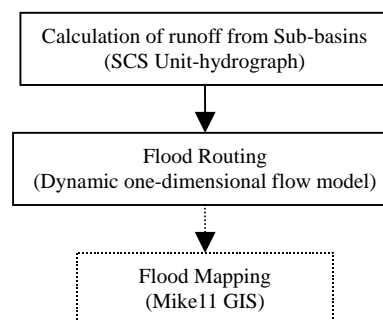 Calculation of runoff from Sub-basins
(SCS Unit-hydrograph)
Flood Routing
(Dynamic one-dimensional flow model)
Flood Mapping
(Mike11 GIS)